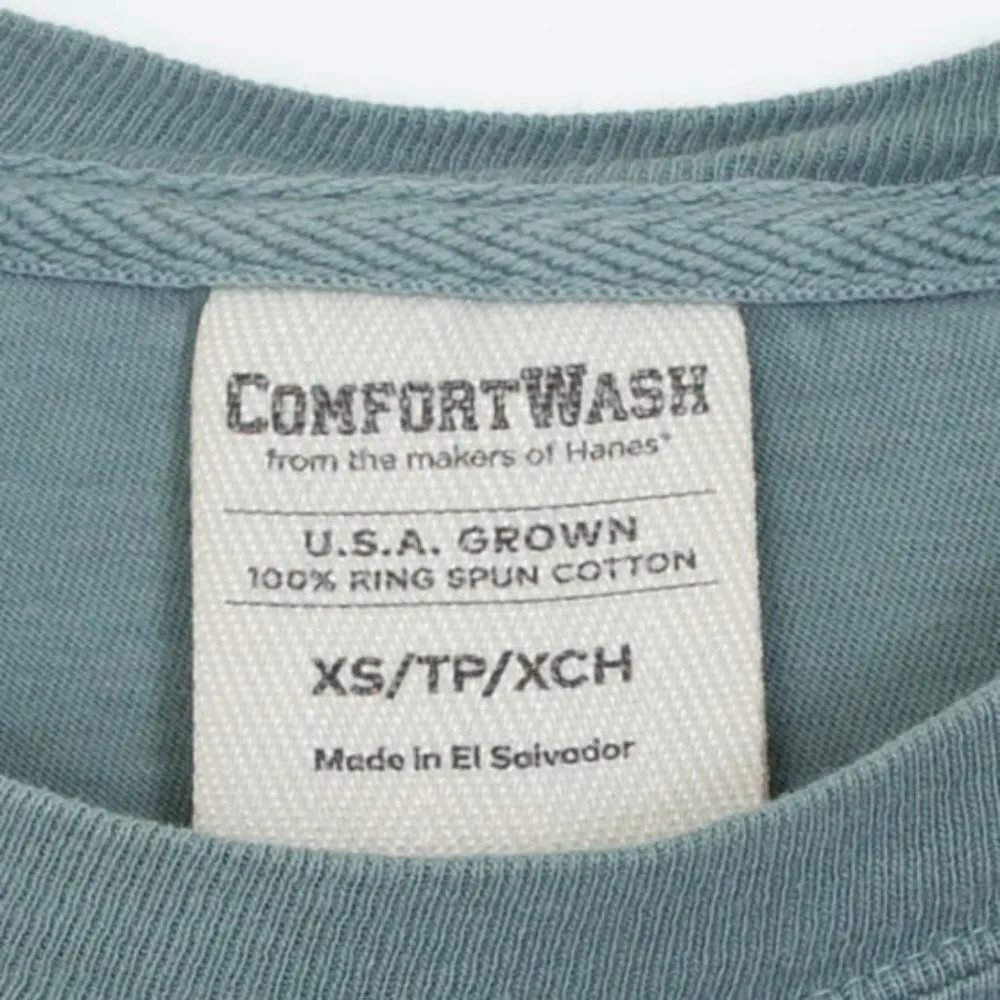 COMFORTWASH
from the makers of Hanes®
U.S.A. GROWN
100% RING SPUN COTTON
XS/TP/XCH
Made in El Salvador